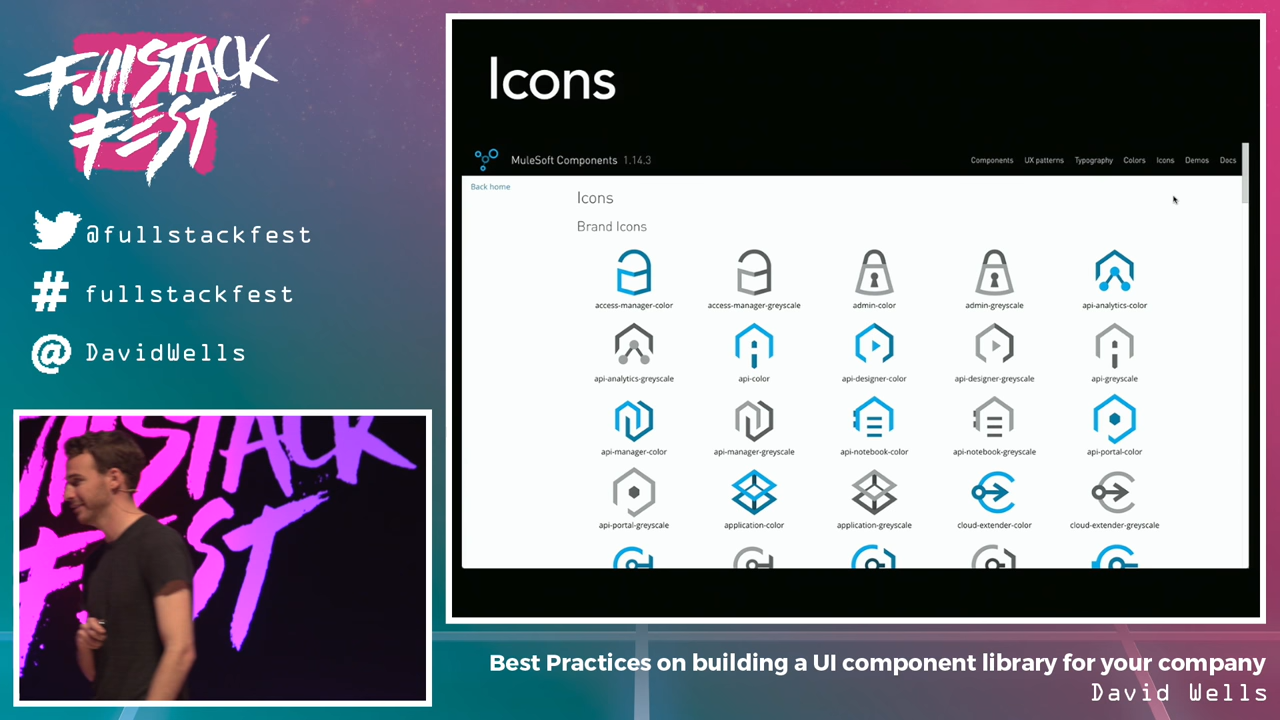 FullStack
Fest
@fullstackfest
# fullstackfest
@ DavidWells
FullStack
Fest
Icons
MuleSoft Components 1.14.3
Components UX patterns Typography Colors Icons Demos Docs
Back home
Icons
Brand Icons
access-manager-color access-manager-greyscale admin-color admin-greyscale api-analytics-color
api-analytics-greyscale api-color api-designer-color api-designer-greyscale api-greyscale
api-manager-color api-manager-greyscale api-notebook-color api-notebook-greyscale api-portal-color
api-portal-greyscale application-color application-greyscale cloud-extender-color cloud-extender-greyscale
Best Practices on building a UI component library for your company
David Wells